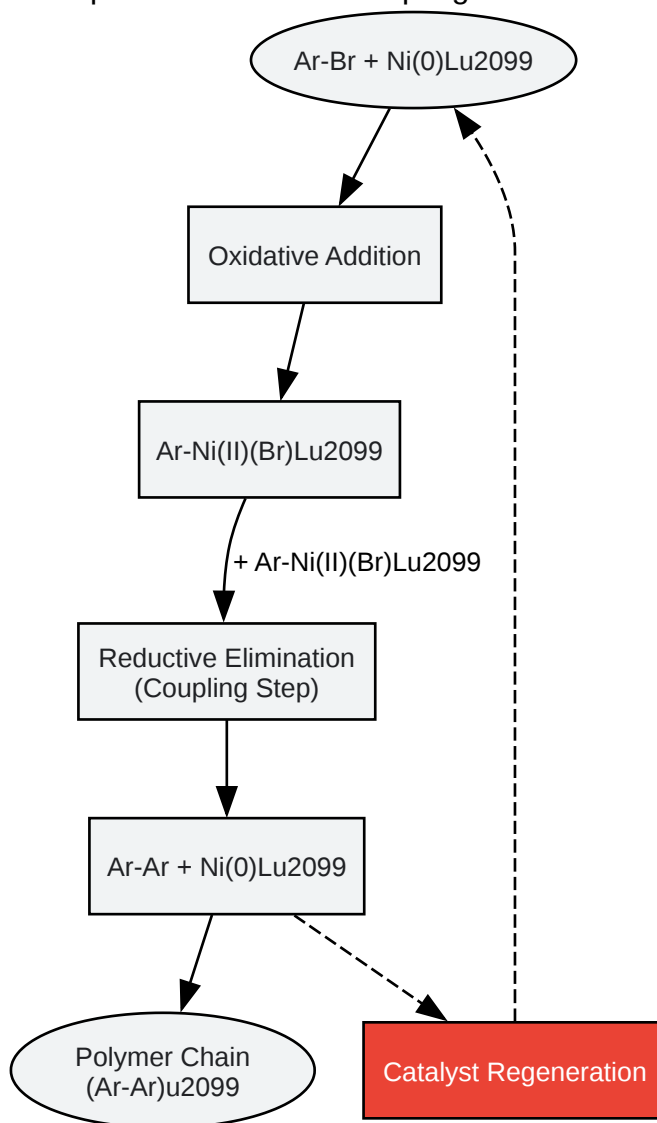 Ar-Br + Ni(0)Lu2099
Oxidative Addition
Ar-Ni(II)(Br)Lu2099
+ Ar-Ni(II)(Br)Lu2099
Reductive Elimination
(Coupling Step)
Ar-Ar + Ni(0)Lu2099
Polymer Chain
(Ar-Ar)u2099
Catalyst Regeneration